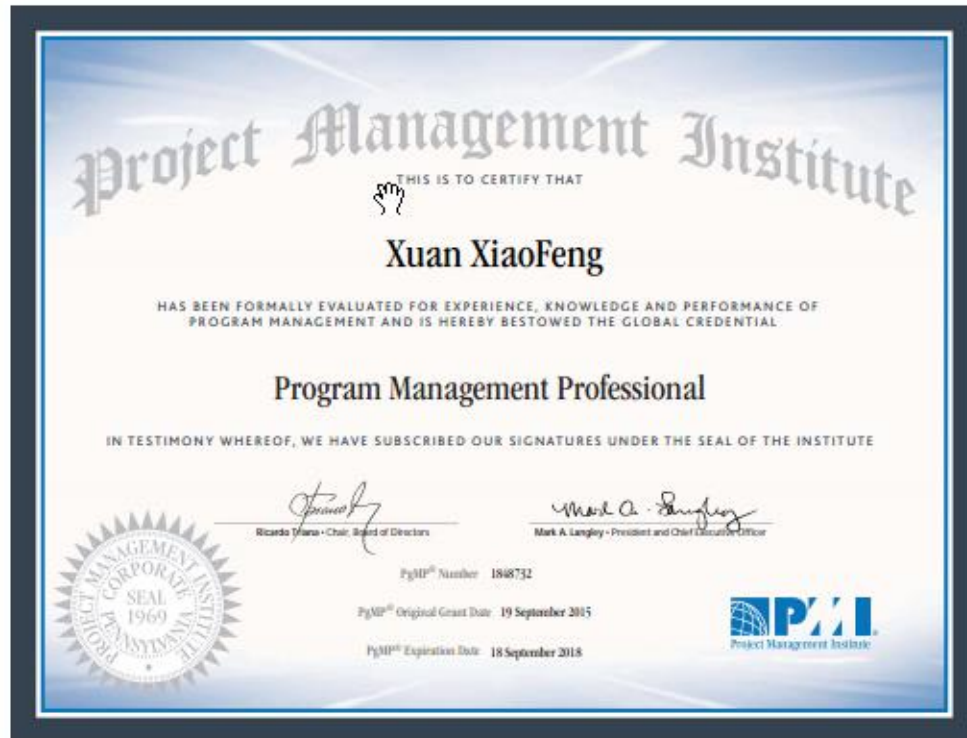 Project Management Institute
THIS IS TO CERTIFY THAT
Xuan XiaoFeng
HAS BEEN FORMALLY EVALUATED FOR EXPERIENCE, KNOWLEDGE AND PERFORMANCE OF
PROGRAM MANAGEMENT AND IS HEREBY BESTOWED THE GLOBAL CREDENTIAL
Program Management Professional
IN TESTIMONY WHEREOF, WE HAVE SUBSCRIBED OUR SIGNATURES UNDER THE SEAL OF THE INSTITUTE
Mark A. Langley
Ricardo Triana • Chair, Board of Directors
Mark A. Langley • President and Chief Executive Officer
PgMP® Number 1848732
PgMP® Original Grant Date 19 September 2015
PgMP® Expiration Date 18 September 2018
PROJECT MANAGEMENT INSTITUTE
CORPORATE
SEAL
1969
PENNSYLVANIA
PMI
Project Management Institute